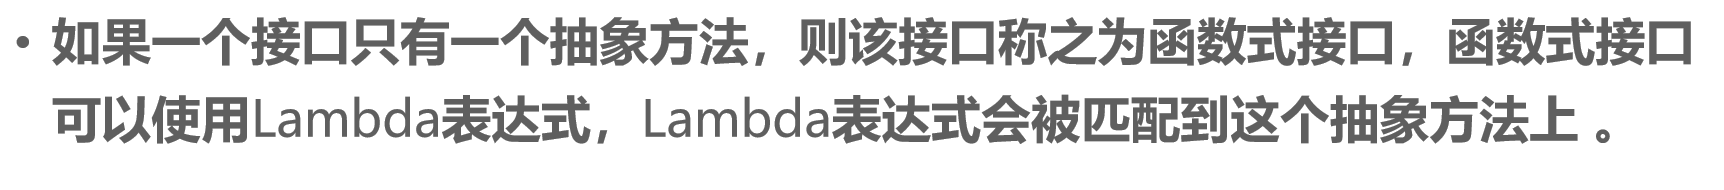 • 如果一个接口只有一个抽象方法，则该接口称之为函数式接口，函数式接口
可以使用Lambda表达式，Lambda表达式会被匹配到这个抽象方法上 。